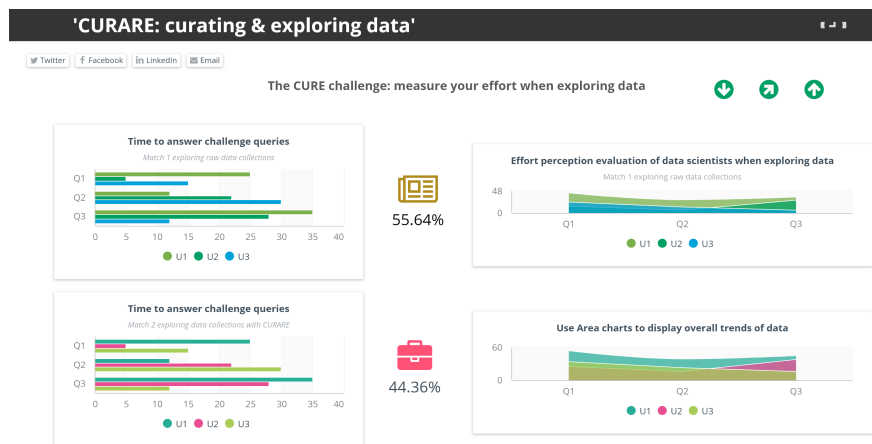 'CURARE: curating & exploring data'
Twitter Facebook LinkedIn Email
The CURE challenge: measure your effort when exploring data
Time to answer challenge queries
Match 1 exploring raw data collections
Q1
Q2
Q3
0 5 10 15 20 25 30 35 40
U1 U2 U3
55.64%
Effort perception evaluation of data scientists when exploring data
Match 1 exploring raw data collections
48
0
Q1 Q2 Q3
U1 U2 U3
Time to answer challenge queries
Match 2 exploring data collections with CURARE
Q1
Q2
Q3
0 5 10 15 20 25 30 35 40
U1 U2 U3
44.36%
Use Area charts to display overall trends of data
60
0
Q1 Q2 Q3
U1 U2 U3